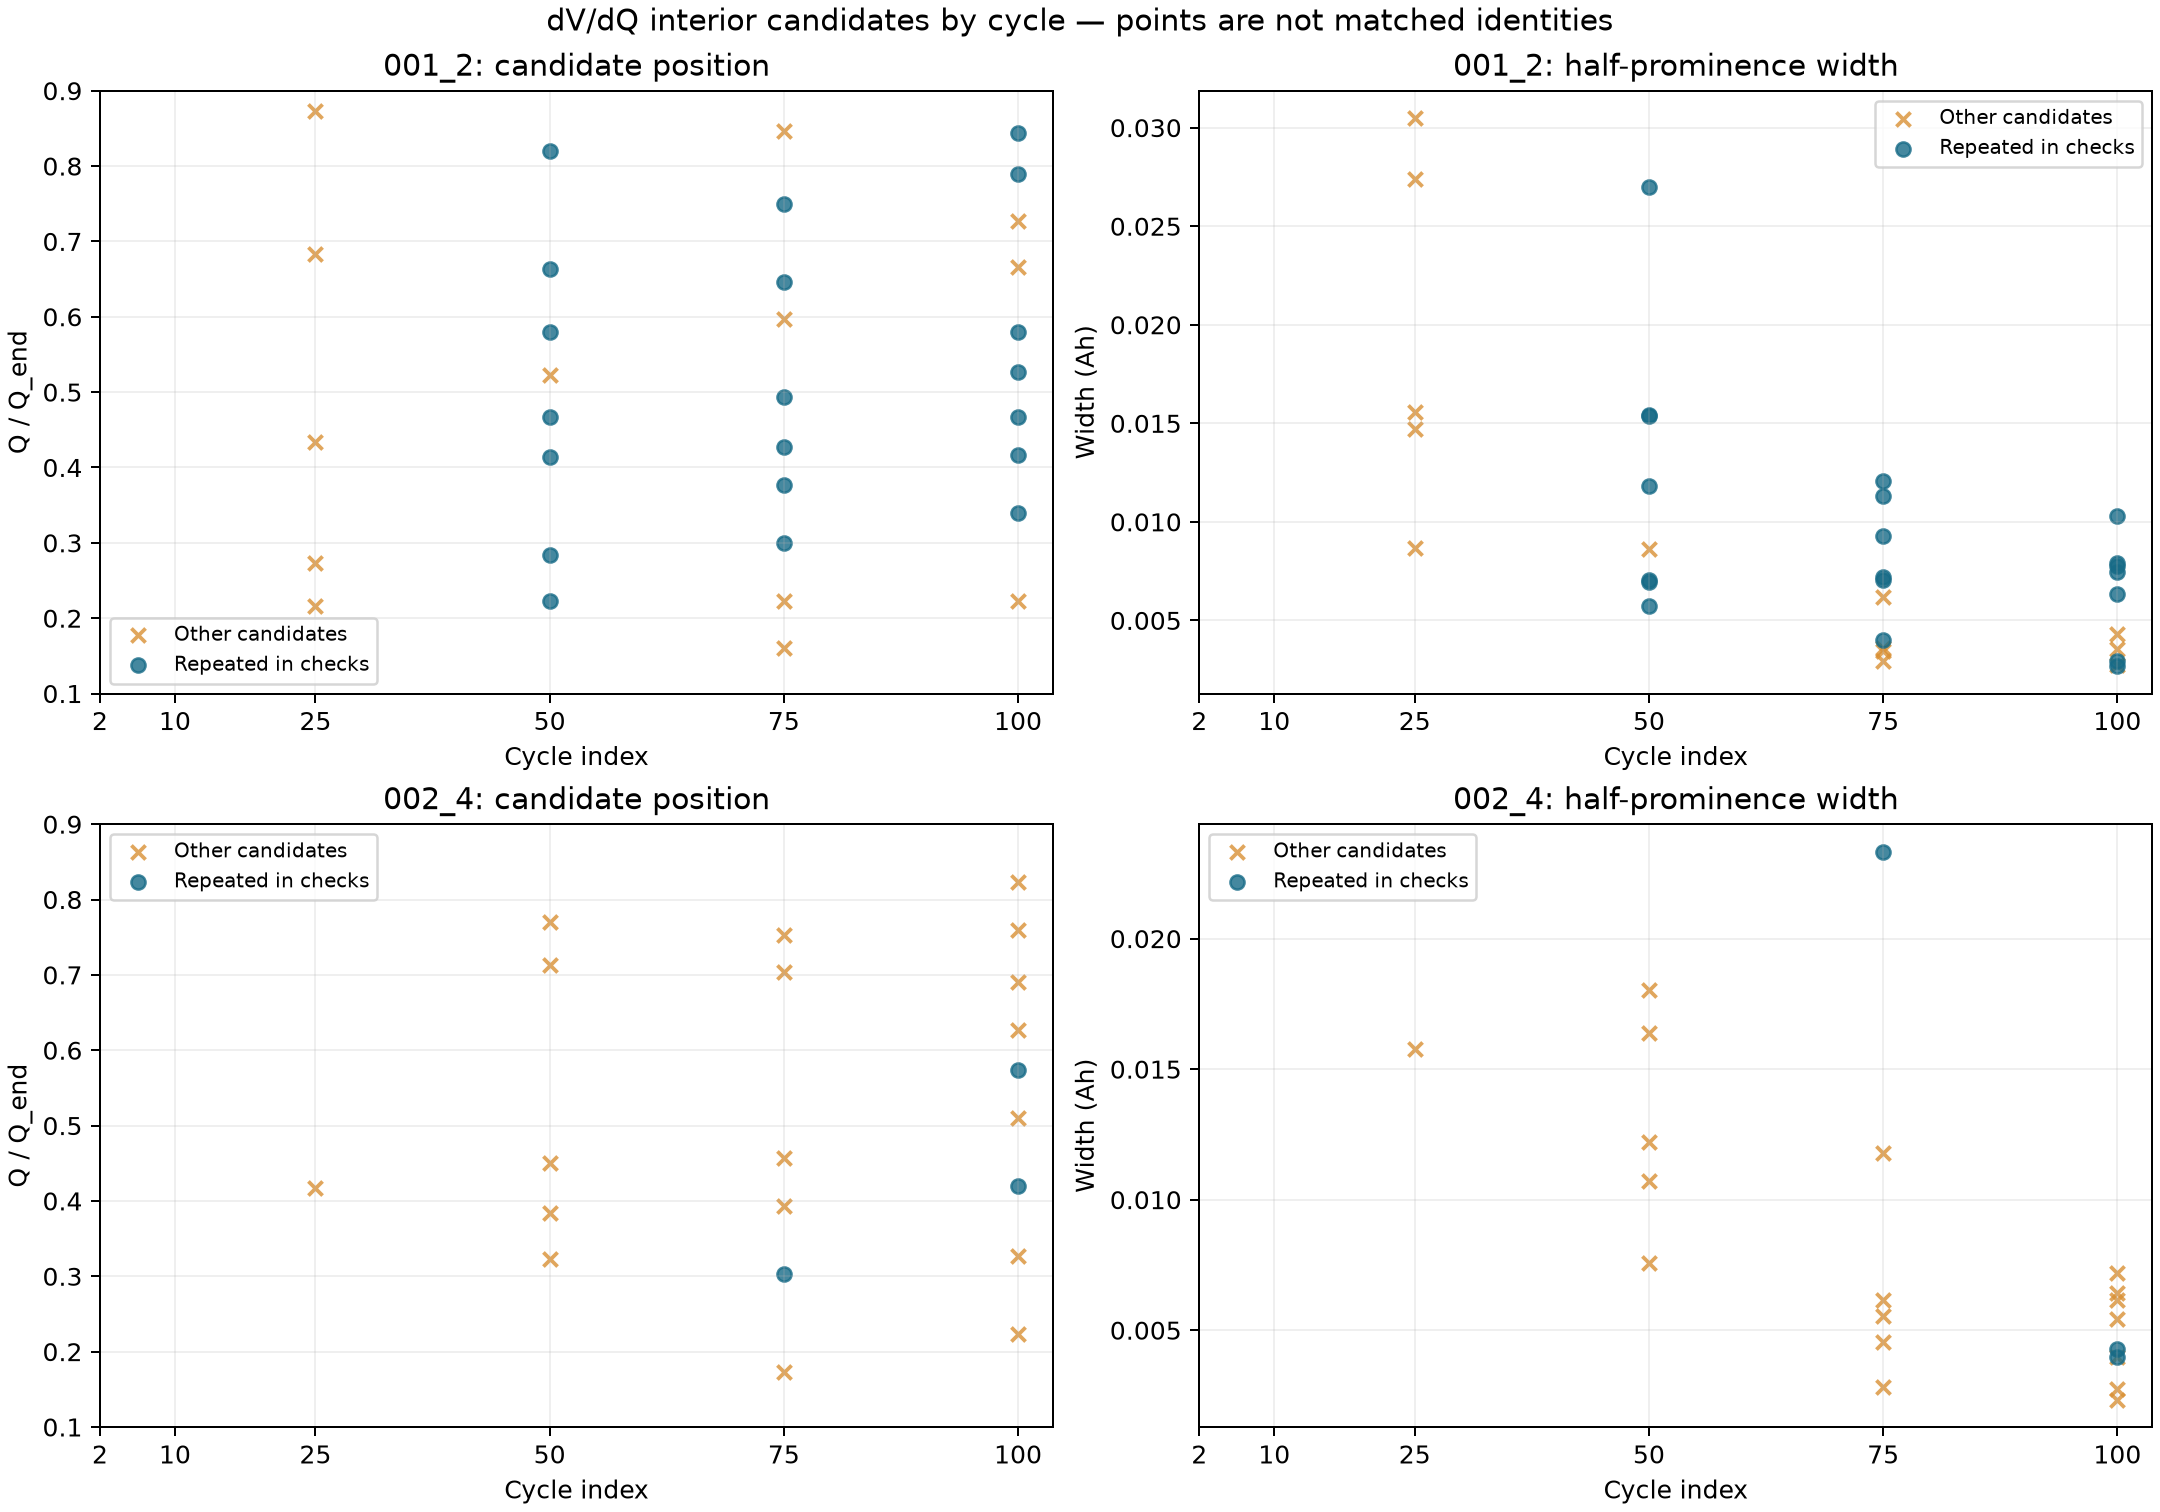 dV/dQ interior candidates by cycle — points are not matched identities
001_2: candidate position
Q / Q_end
0.9
0.8
0.7
0.6
0.5
0.4
0.3
0.2
0.1
Other candidates
Repeated in checks
2 10 25 50 75 100
Cycle index
001_2: half-prominence width
Width (Ah)
0.030
0.025
0.020
0.015
0.010
0.005
Other candidates
Repeated in checks
2 10 25 50 75 100
Cycle index
002_4: candidate position
Q / Q_end
0.9
0.8
0.7
0.6
0.5
0.4
0.3
0.2
0.1
Other candidates
Repeated in checks
2 10 25 50 75 100
Cycle index
002_4: half-prominence width
Width (Ah)
0.020
0.015
0.010
0.005
Other candidates
Repeated in checks
2 10 25 50 75 100
Cycle index